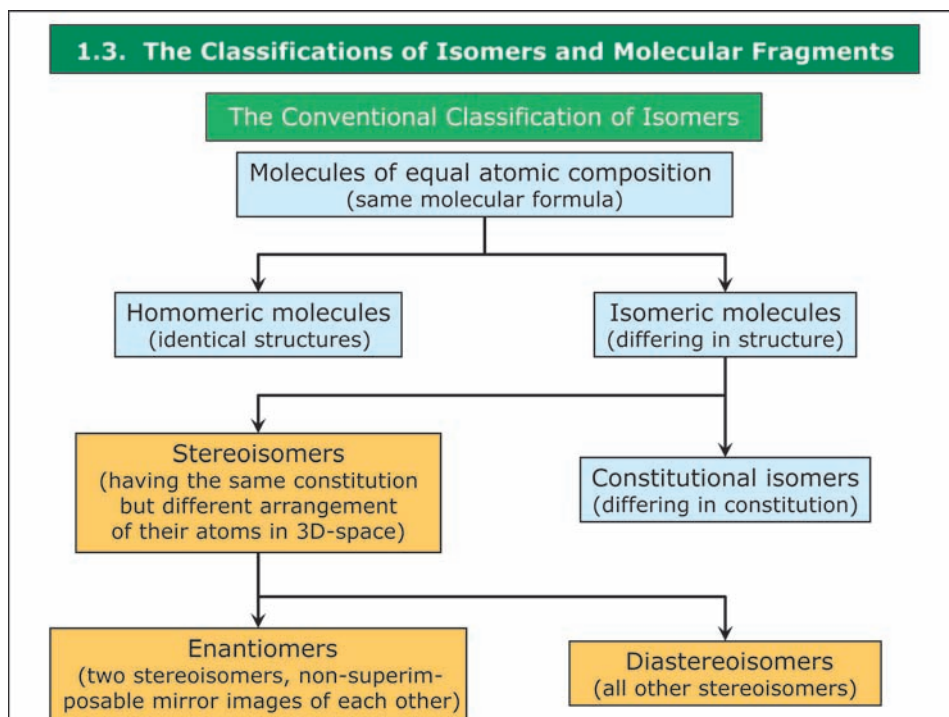 1.3. The Classifications of Isomers and Molecular Fragments
The Conventional Classification of Isomers
Molecules of equal atomic composition
(same molecular formula)
Homomeric molecules
(identical structures)
Isomeric molecules
(differing in structure)
Stereoisomers
(having the same constitution
but different arrangement
of their atoms in 3D-space)
Constitutional isomers
(differing in constitution)
Enantiomers
(two stereoisomers, non-superim-
posable mirror images of each other)
Diastereoisomers
(all other stereoisomers)